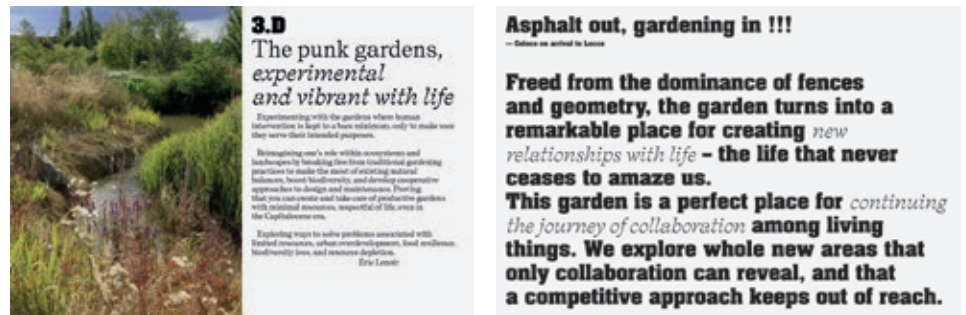 3.D
The punk gardens,
experimental
and vibrant with life
Experimenting with the gardens where human
intervention is kept to a bare minimum, only to make sure
they serve their intended purposes.
Reimagining one's role within ecosystems and
landscapes by breaking free from traditional gardening
practices to make the most of existing natural
balances, boost biodiversity, and develop cooperative
approaches to design and maintenance. Proving
that you can create and take care of productive gardens
with minimal resources, respectful of life, even in
the Capitalocene era.
Exploring ways to solve problems associated with
limited resources, urban overdevelopment, food resilience,
biodiversity loss, and resource depletion.
Éric Lenoir
Asphalt out, gardening in !!!
— Coloco on arrival to Lecce
Freed from the dominance of fences
and geometry, the garden turns into a
remarkable place for creating new
relationships with life – the life that never
ceases to amaze us.
This garden is a perfect place for continuing
the journey of collaboration among living
things. We explore whole new areas that
only collaboration can reveal, and that
a competitive approach keeps out of reach.